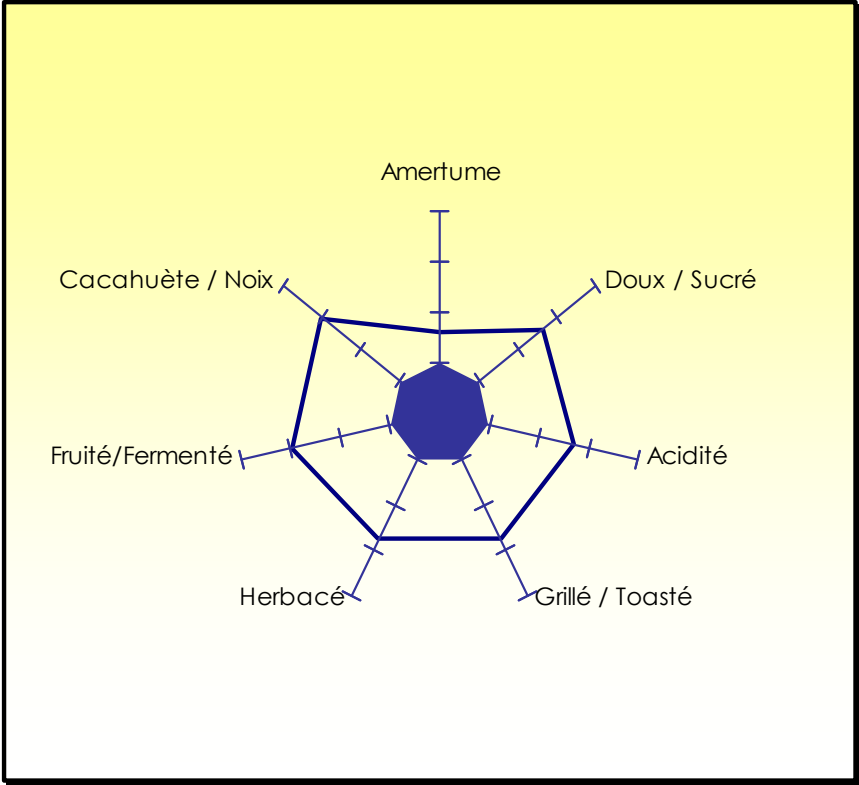 Amertume
Cacahuète / Noix
Doux / Sucré
Fruité/Fermenté
Acidité
Herbacé
Grillé / Toasté